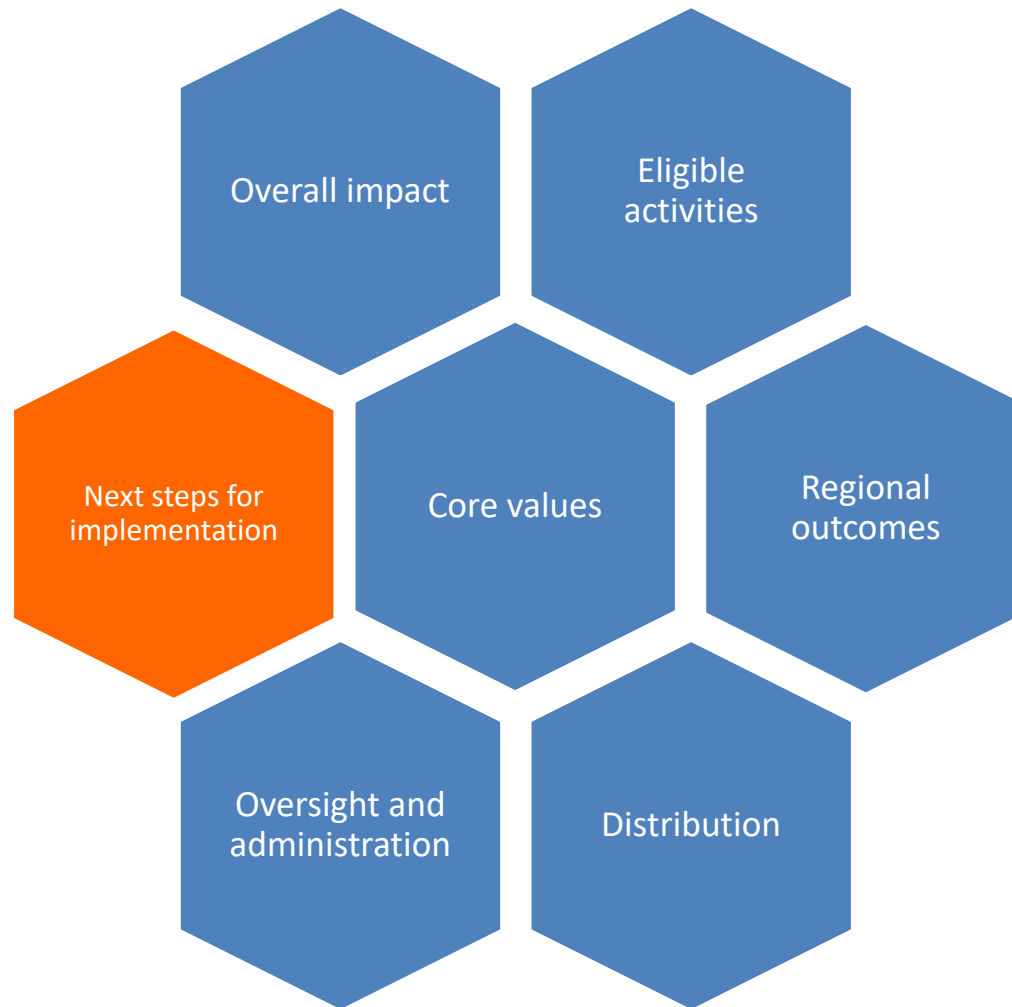 Overall impact
Eligible
activities
Next steps for
implementation
Core values
Regional
outcomes
Oversight and
administration
Distribution